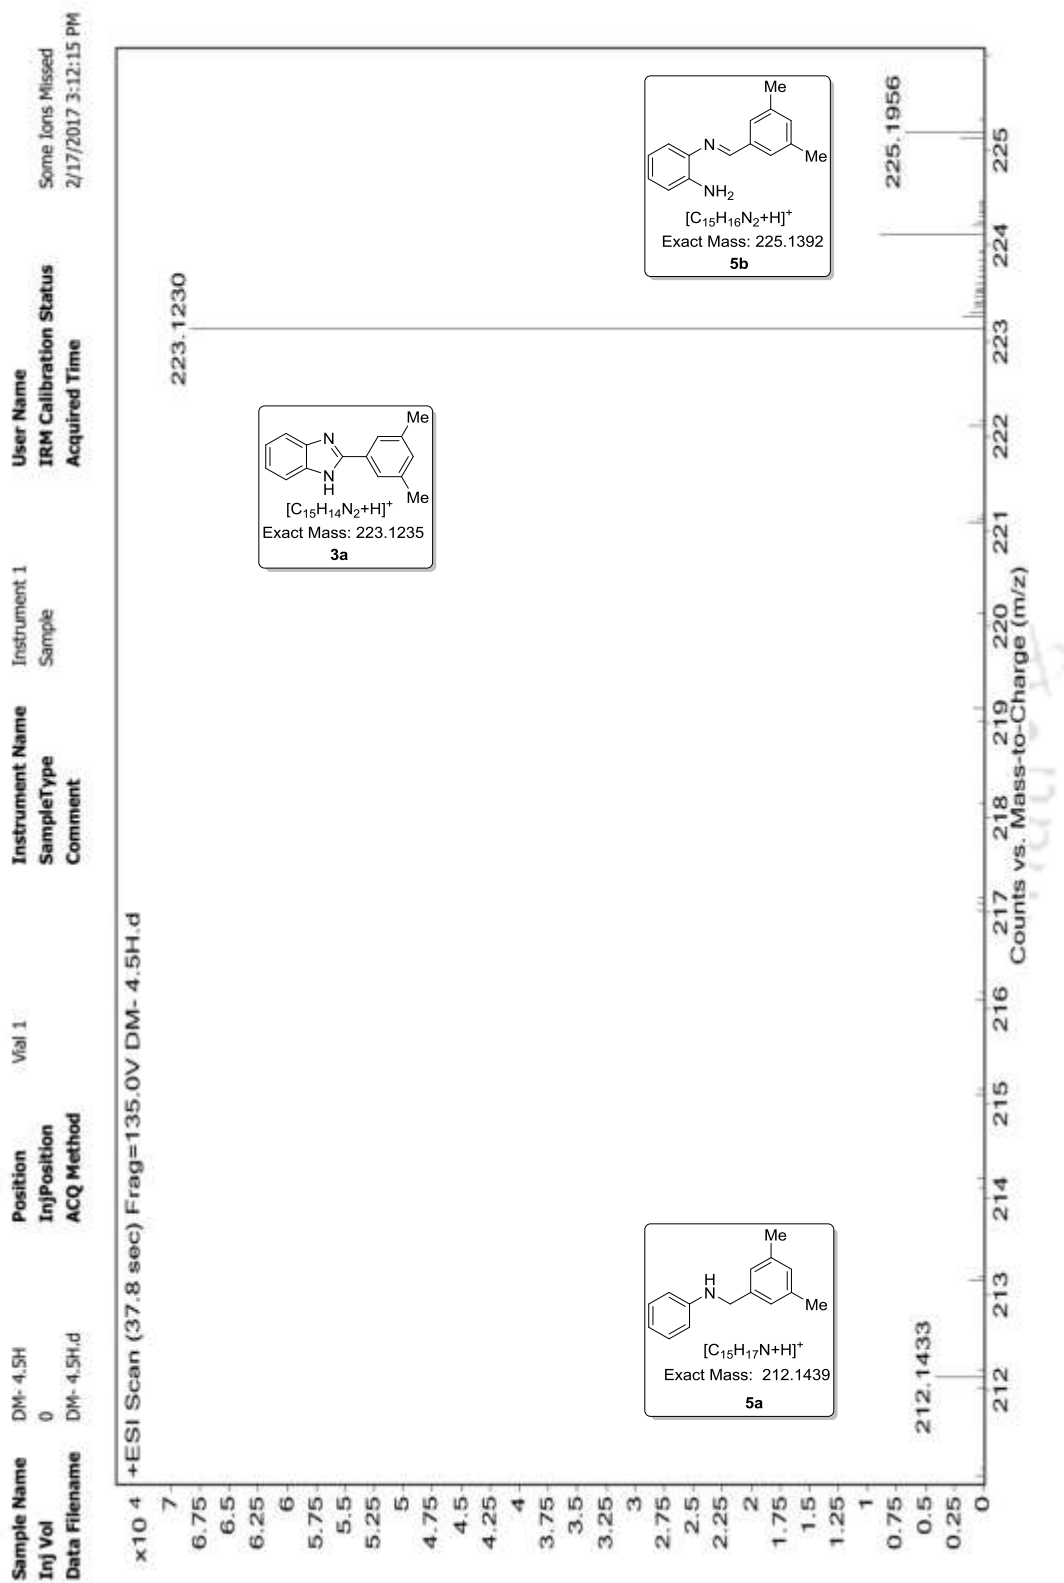 Sample Name DM- 4.5H Position Vial 1 Instrument Name Instrument 1 User Name
Inj Vol 0 InjPosition SampleType Sample IRM Calibration Status Some Ions Missed
Data Filename DM- 4.5H.d ACQ Method Comment Acquired Time 2/17/2017 3:12:15 PM
x10 4 +ESI Scan (37.8 sec) Frag=135.0V DM- 4.5H.d
7
6.75
6.5
6.25
6
5.75
5.5
5.25
5
4.75
4.5
4.25
4
3.75
3.5
3.25
3
2.75
2.5
2.25
2
1.75
1.5
1.25
1
0.75
0.5
0.25
0
223.1230
225.1956
212.1433
N
N
H
Me
Me
[C15H14N2+H]+
Exact Mass: 223.1235
3a
Me
N
Me
NH2
[C15H16N2+H]+
Exact Mass: 225.1392
5b
Me
H
N
Me
[C15H17N+H]+
Exact Mass: 212.1439
5a
212 213 214 215 216 217 218 219 220 221 222 223 224 225
Counts vs. Mass-to-Charge (m/z)